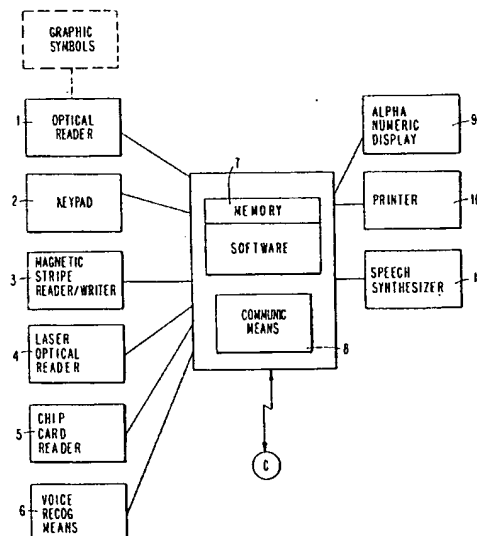 GRAPHIC
SYMBOLS
1
OPTICAL
READER
2
KEYPAD
3
MAGNETIC
STRIPE
READER/WRITER
4
LASER
OPTICAL
READER
5
CHIP
CARD
READER
6
VOICE
RECOG
MEANS
7
MEMORY
SOFTWARE
COMMUNIC
MEANS
8
C
ALPHA
NUMERIC
DISPLAY
9
PRINTER
SPEECH
SYNTHESIZER